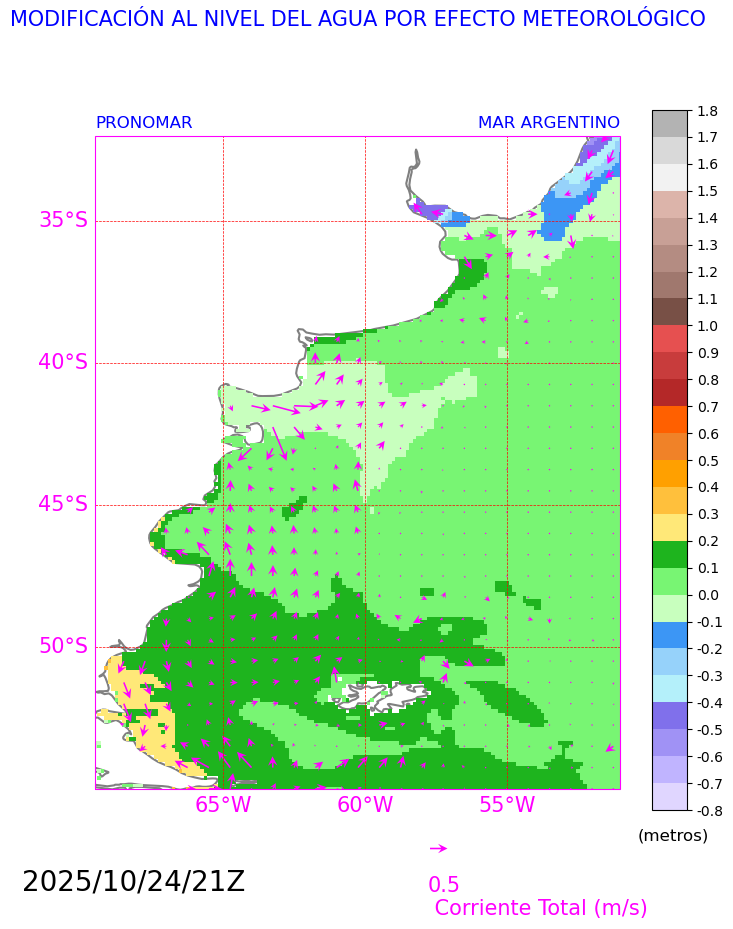 MODIFICACIÓN AL NIVEL DEL AGUA POR EFECTO METEOROLÓGICO
PRONOMAR MAR ARGENTINO
35°S
40°S
45°S
50°S
65°W 60°W 55°W
1.8
1.7
1.6
1.5
1.4
1.3
1.2
1.1
1.0
0.9
0.8
0.7
0.6
0.5
0.4
0.3
0.2
0.1
0.0
-0.1
-0.2
-0.3
-0.4
-0.5
-0.6
-0.7
-0.8
(metros)
2025/10/24/21Z
0.5
Corriente Total (m/s)